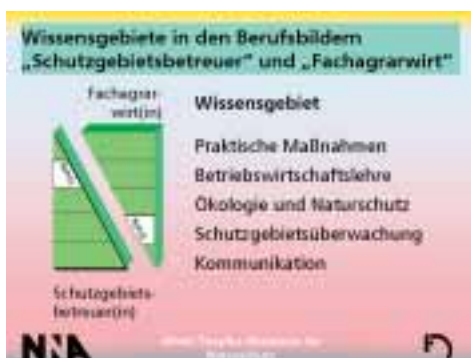 Wissensgebiete in den Berufsbildern
„Schutzgebietsbetreuer“ und „Fachagrarwirt“
Fachagrar-
wirt(in)
Wissensgebiet
Praktische Maßnahmen
Betriebswirtschaftslehre
Ökologie und Naturschutz
Schutzgebietsüberwachung
Kommunikation
Schutzgebiets-
betreuer(in)
NNA